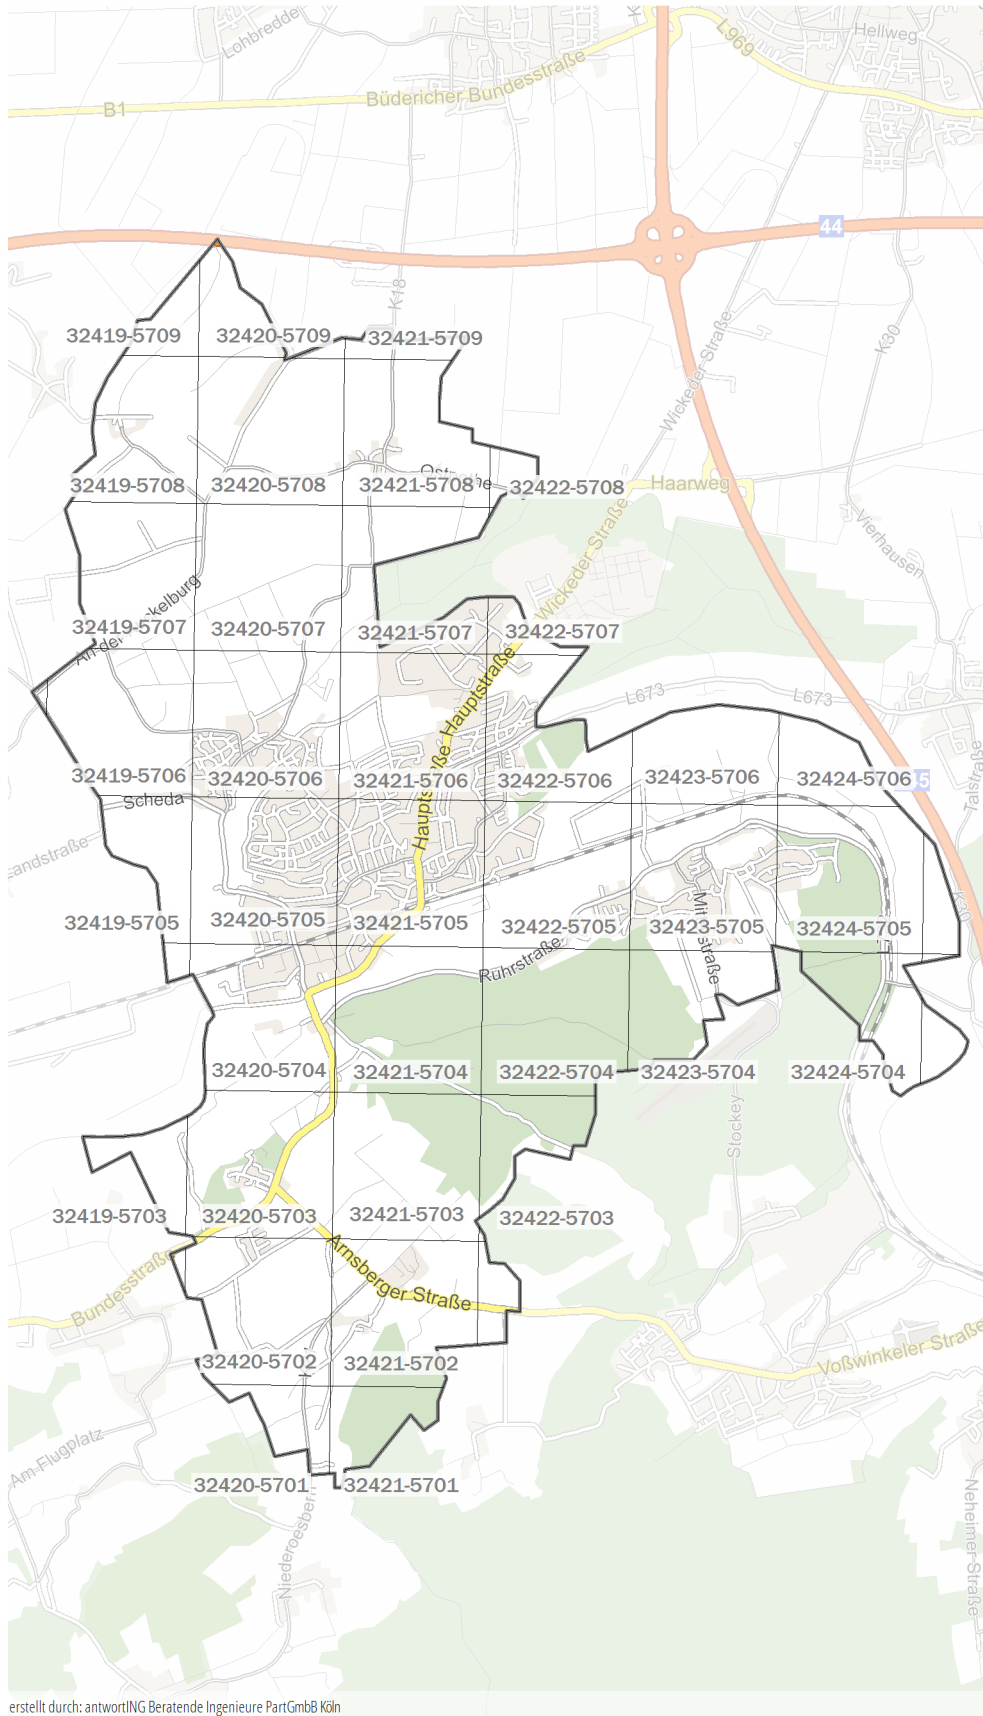 Lohbredde
Hellweg
L969
K
Büdericher Bundesstraße
B1
44
K18
K30
32419-5709
32420-5709
32421-5709
Wickeder Straße
32419-5708
32420-5708
32421-5708
32422-5708
Haarweg
Wickeder Straße
Vierhausen
32419-5707
32420-5707
32421-5707
32422-5707
L673
L673
Hauptstraße
32419-5706
32420-5706
32421-5706
32422-5706
32423-5706
32424-5706
Talstraße
Scheda
Hauptstraße
andstraße
32419-5705
32420-5705
32421-5705
32422-5705
32423-5705
32424-5705
Ruhrstraße
32420-5704
32421-5704
32422-5704
32423-5704
32424-5704
Stockey
32419-5703
32420-5703
32421-5703
32422-5703
Bundesstraße
Arnsberger Straße
32420-5702
32421-5702
Voßwinkeler Straße
Am Flugplatz
32420-5701
32421-5701
Niederoesbern
Neheimer Straße
erstellt durch: antwortING Beratende Ingenieure PartGmbB Köln